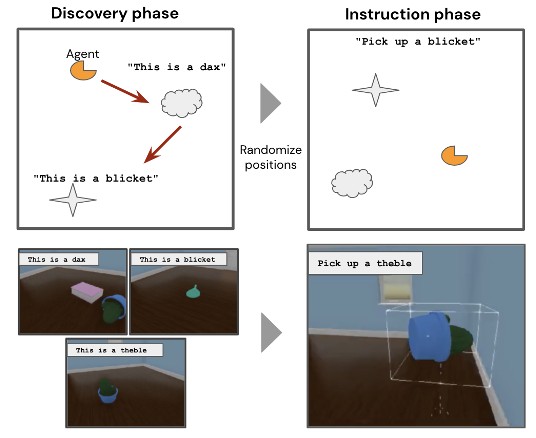 Discovery phase
Instruction phase
Agent
"This is a dax"
"This is a blicket"
Randomize
positions
"Pick up a blicket"
This is a dax
This is a blicket
This is a theble
Pick up a theble